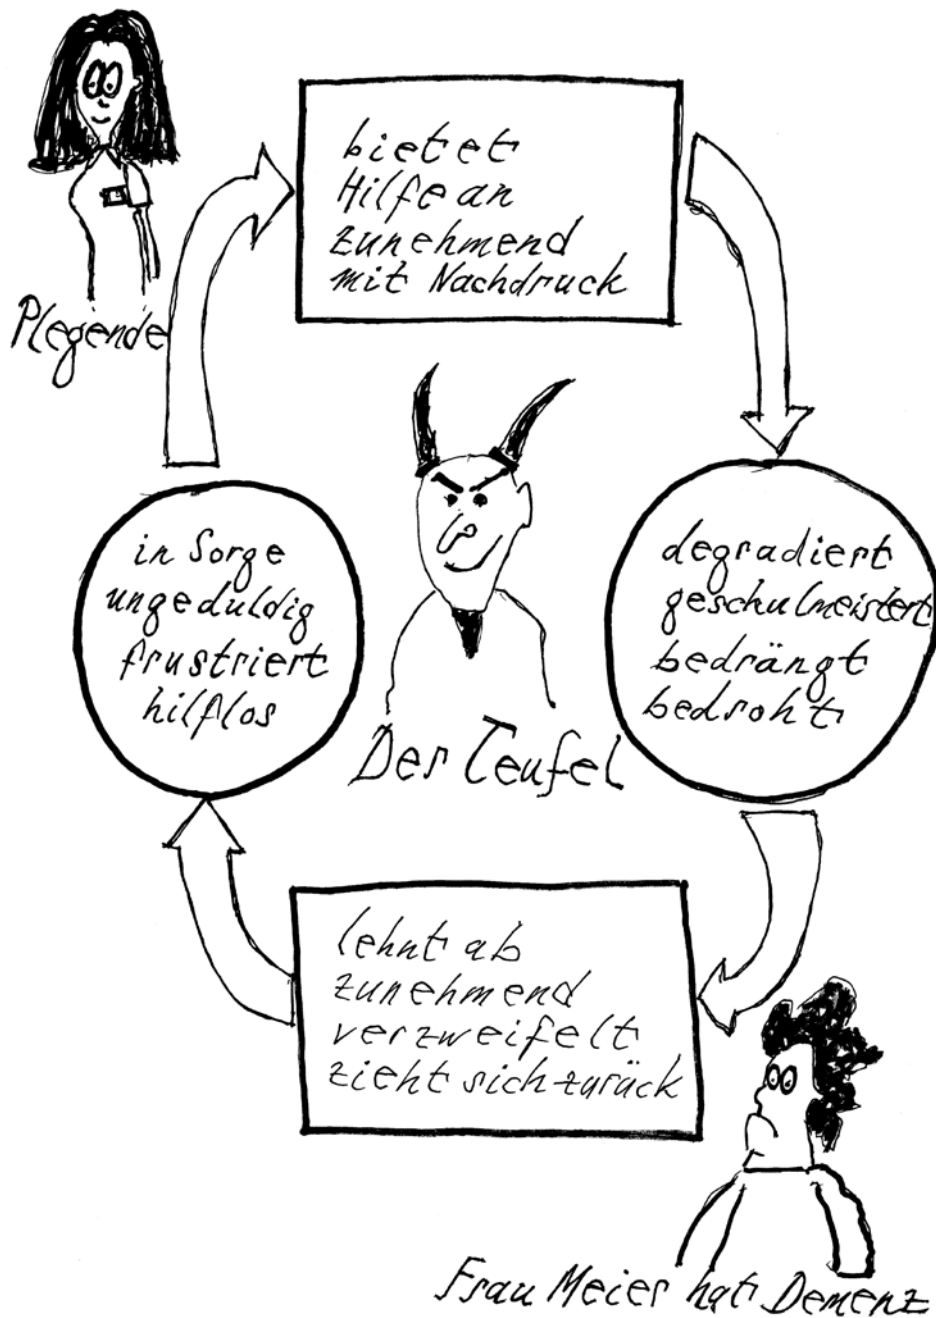 bietet
Hilfe an
zunehmend
mit Nachdruck
Plegende
in Sorge
ungeduldig
frustriert
hilflos
degradiert
geschulmeistert
bedrängt
bedroht
Der Teufel
lehnt ab
zunehmend
verzweifelt
zieht sich zurück
Frau Meier hat Demenz